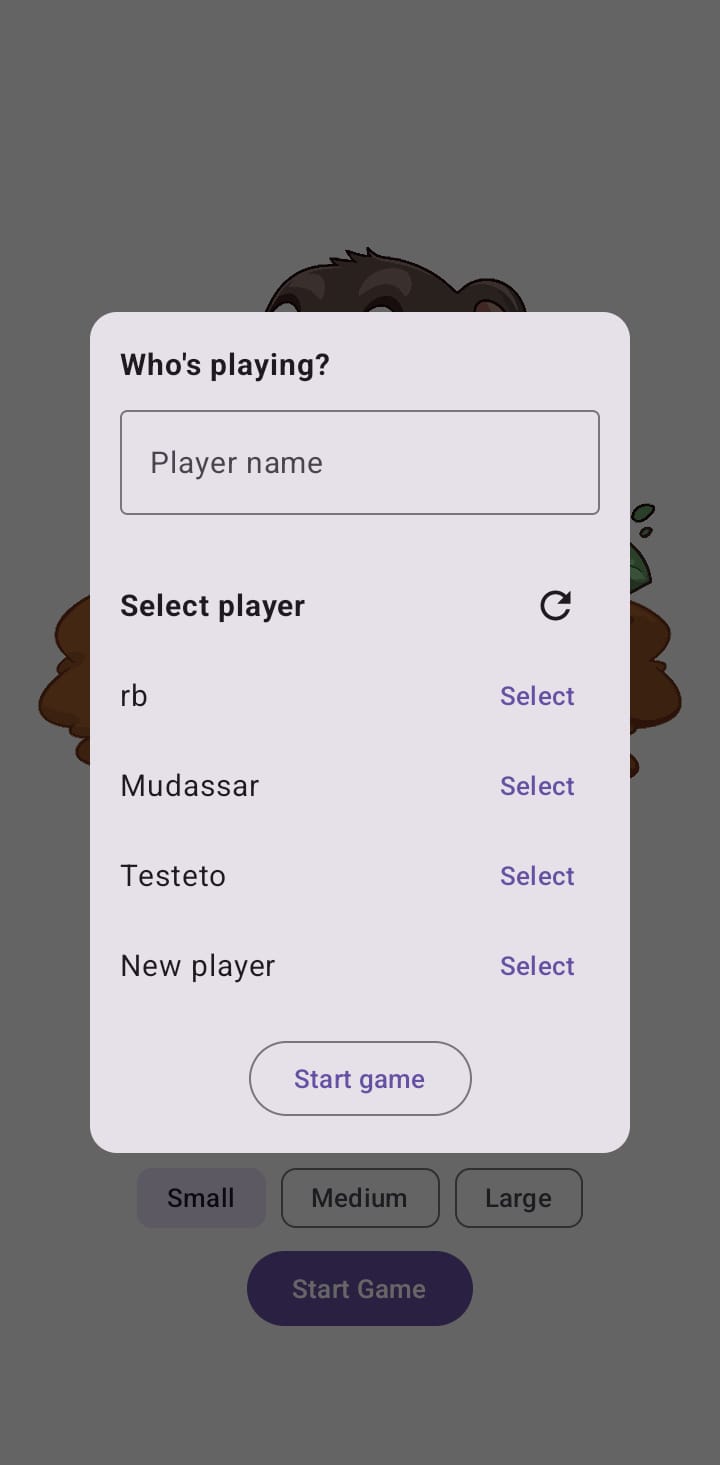 Who's playing?
Player name
Select player
rb Select
Mudassar Select
Testeto Select
New player Select
Start game
Small Medium Large
Start Game